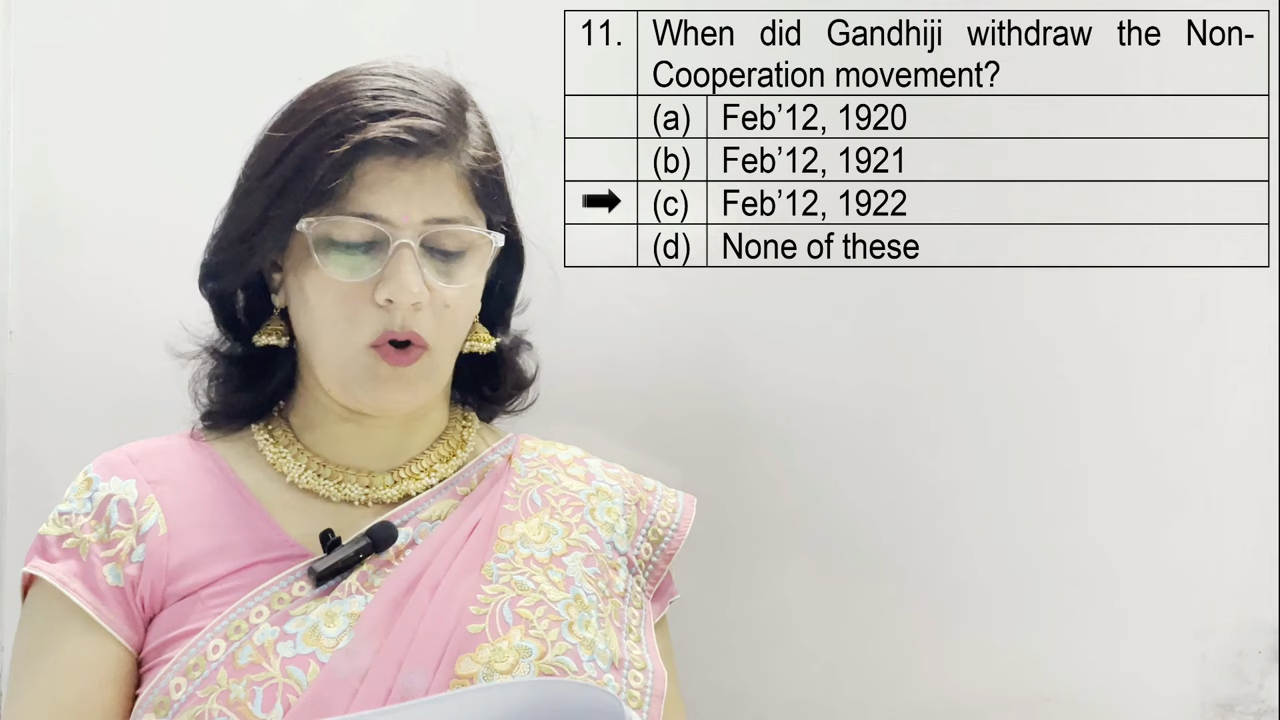 11. When did Gandhiji withdraw the Non-
Cooperation movement?
(a) Feb’12, 1920
(b) Feb’12, 1921
(c) Feb’12, 1922
(d) None of these